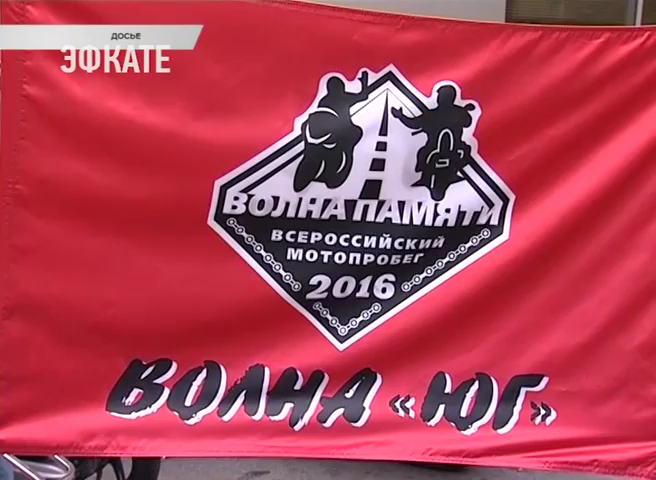 ДОСЬЕ
ЭФКАТЕ
ВОЛНА ПАМЯТИ
ВСЕРОССИЙСКИЙ
МОТОПРОБЕГ
2016
ВОЛНА «ЮГ»